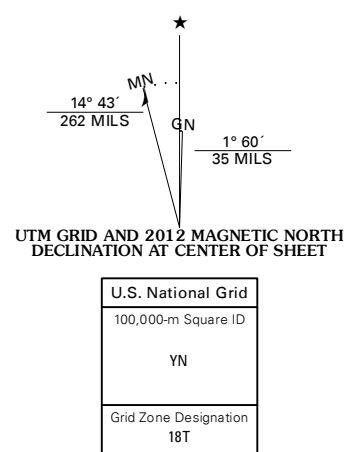 MN
14° 43´
262 MILS
GN
1° 60´
35 MILS
UTM GRID AND 2012 MAGNETIC NORTH
DECLINATION AT CENTER OF SHEET
U.S. National Grid
100,000-m Square ID
YN
Grid Zone Designation
18T